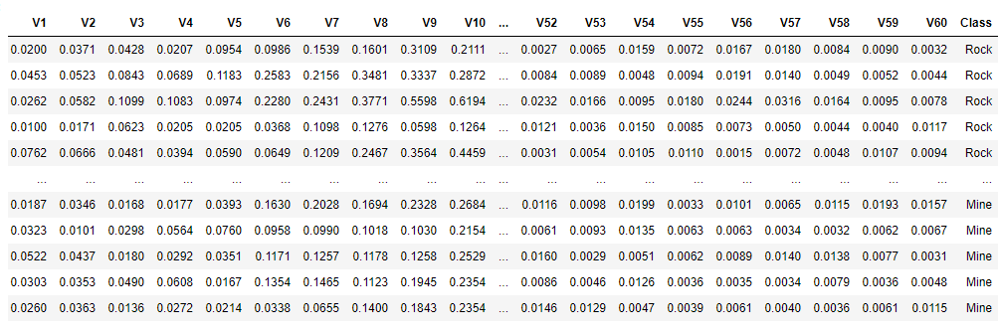 V1 V2 V3 V4 V5 V6 V7 V8 V9 V10 ... V52 V53 V54 V55 V56 V57 V58 V59 V60 Class
0.0200 0.0371 0.0428 0.0207 0.0954 0.0986 0.1539 0.1601 0.3109 0.2111 ... 0.0027 0.0065 0.0159 0.0072 0.0167 0.0180 0.0084 0.0090 0.0032 Rock
0.0453 0.0523 0.0843 0.0689 0.1183 0.2583 0.2156 0.3481 0.3337 0.2872 ... 0.0084 0.0089 0.0048 0.0094 0.0191 0.0140 0.0049 0.0052 0.0044 Rock
0.0262 0.0582 0.1099 0.1083 0.0974 0.2280 0.2431 0.3771 0.5598 0.6194 ... 0.0232 0.0166 0.0095 0.0180 0.0244 0.0316 0.0164 0.0095 0.0078 Rock
0.0100 0.0171 0.0623 0.0205 0.0205 0.0368 0.1098 0.1276 0.0598 0.1264 ... 0.0121 0.0036 0.0150 0.0085 0.0073 0.0050 0.0044 0.0040 0.0117 Rock
0.0762 0.0666 0.0481 0.0394 0.0590 0.0649 0.1209 0.2467 0.3564 0.4459 ... 0.0031 0.0054 0.0105 0.0110 0.0015 0.0072 0.0048 0.0107 0.0094 Rock
... ... ... ... ... ... ... ... ... ... ... ... ... ... ... ... ... ... ... ... ...
0.0187 0.0346 0.0168 0.0177 0.0393 0.1630 0.2028 0.1694 0.2328 0.2684 ... 0.0116 0.0098 0.0199 0.0033 0.0101 0.0065 0.0115 0.0193 0.0157 Mine
0.0323 0.0101 0.0298 0.0564 0.0760 0.0958 0.0990 0.1018 0.1030 0.2154 ... 0.0061 0.0093 0.0135 0.0063 0.0063 0.0034 0.0032 0.0062 0.0067 Mine
0.0522 0.0437 0.0180 0.0292 0.0351 0.1171 0.1257 0.1178 0.1258 0.2529 ... 0.0160 0.0029 0.0051 0.0062 0.0089 0.0140 0.0138 0.0077 0.0031 Mine
0.0303 0.0353 0.0490 0.0608 0.0167 0.1354 0.1465 0.1123 0.1945 0.2354 ... 0.0086 0.0046 0.0126 0.0036 0.0035 0.0034 0.0079 0.0036 0.0048 Mine
0.0260 0.0363 0.0136 0.0272 0.0214 0.0338 0.0655 0.1400 0.1843 0.2354 ... 0.0146 0.0129 0.0047 0.0039 0.0061 0.0040 0.0036 0.0061 0.0115 Mine